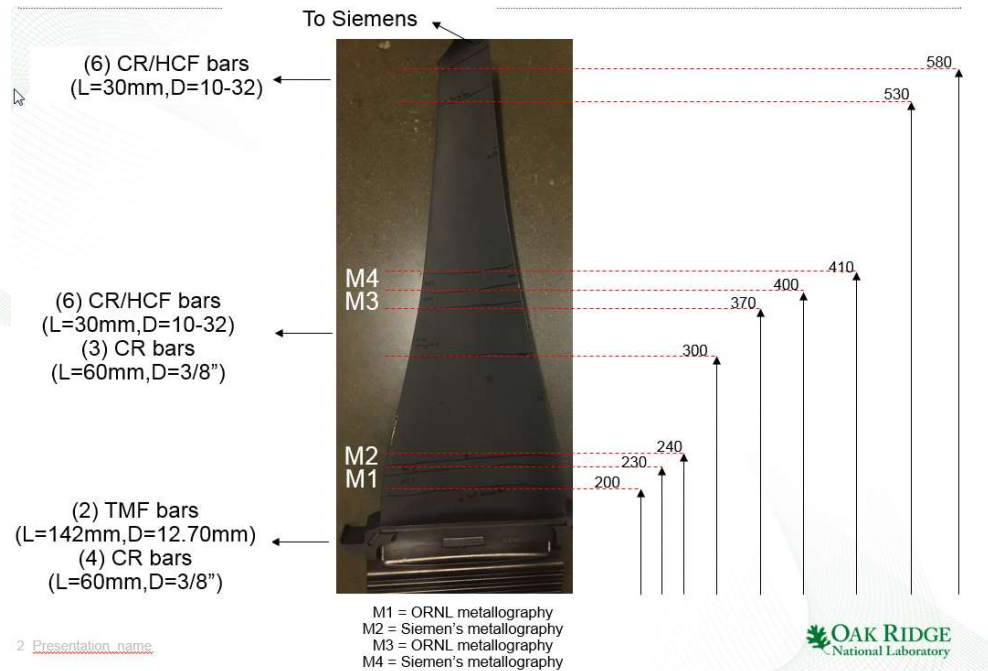 To Siemens
(6) CR/HCF bars
(L=30mm,D=10-32)
580
530
M4
410
400
M3
370
(6) CR/HCF bars
(L=30mm,D=10-32)
(3) CR bars
(L=60mm,D=3/8”)
300
M2
240
230
M1
200
(2) TMF bars
(L=142mm,D=12.70mm)
(4) CR bars
(L=60mm,D=3/8”)
M1 = ORNL metallography
M2 = Siemen’s metallography
M3 = ORNL metallography
M4 = Siemen’s metallography
2 Presentation_name
OAK RIDGE
National Laboratory